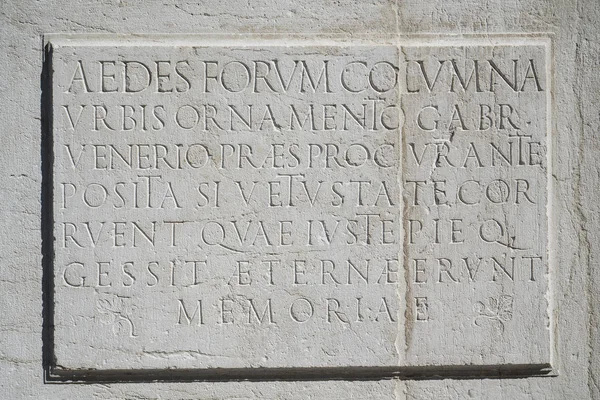 AEDES FORVM COLVMNA
VRBIS ORNAMENTO GABR·
VENERIO·PRÆS PROCVRANTE
POSITA SI VETVSTATE COR
RVENT QVAE IVSTE PIE Q
GESSIT ÆTERNÆ ERVNT
MEMORIAE